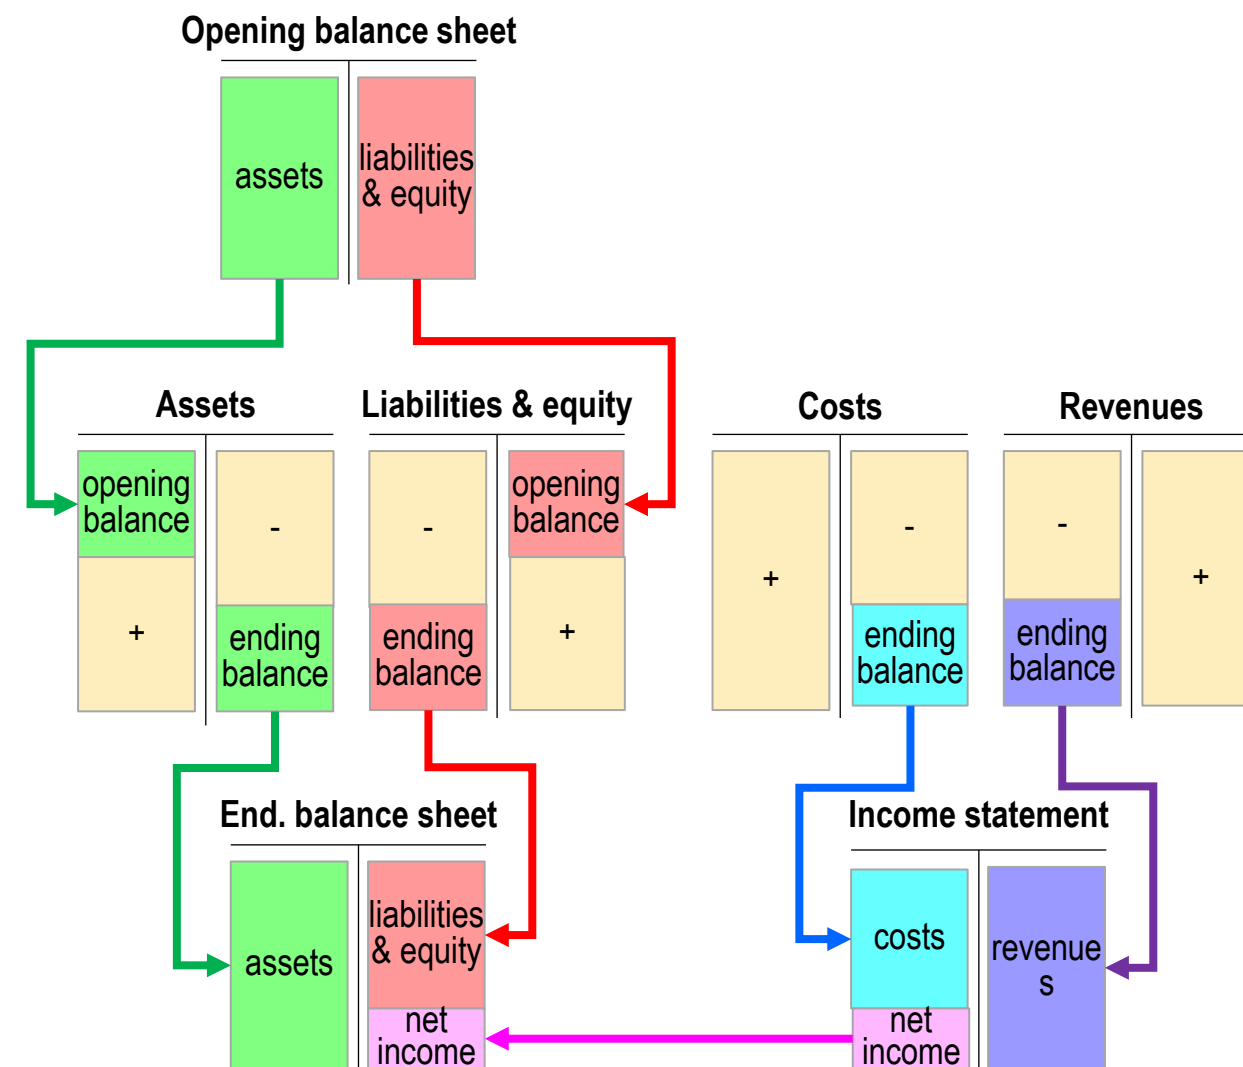 Opening balance sheet
assets
liabilities
& equity
Assets
Liabilities & equity
Costs
Revenues
opening
balance
-
-
opening
balance
+
-
-
+
+
ending
balance
ending
balance
+
ending
balance
ending
balance
End. balance sheet
Income statement
assets
liabilities
& equity
costs
revenue
s
net
income
net
income